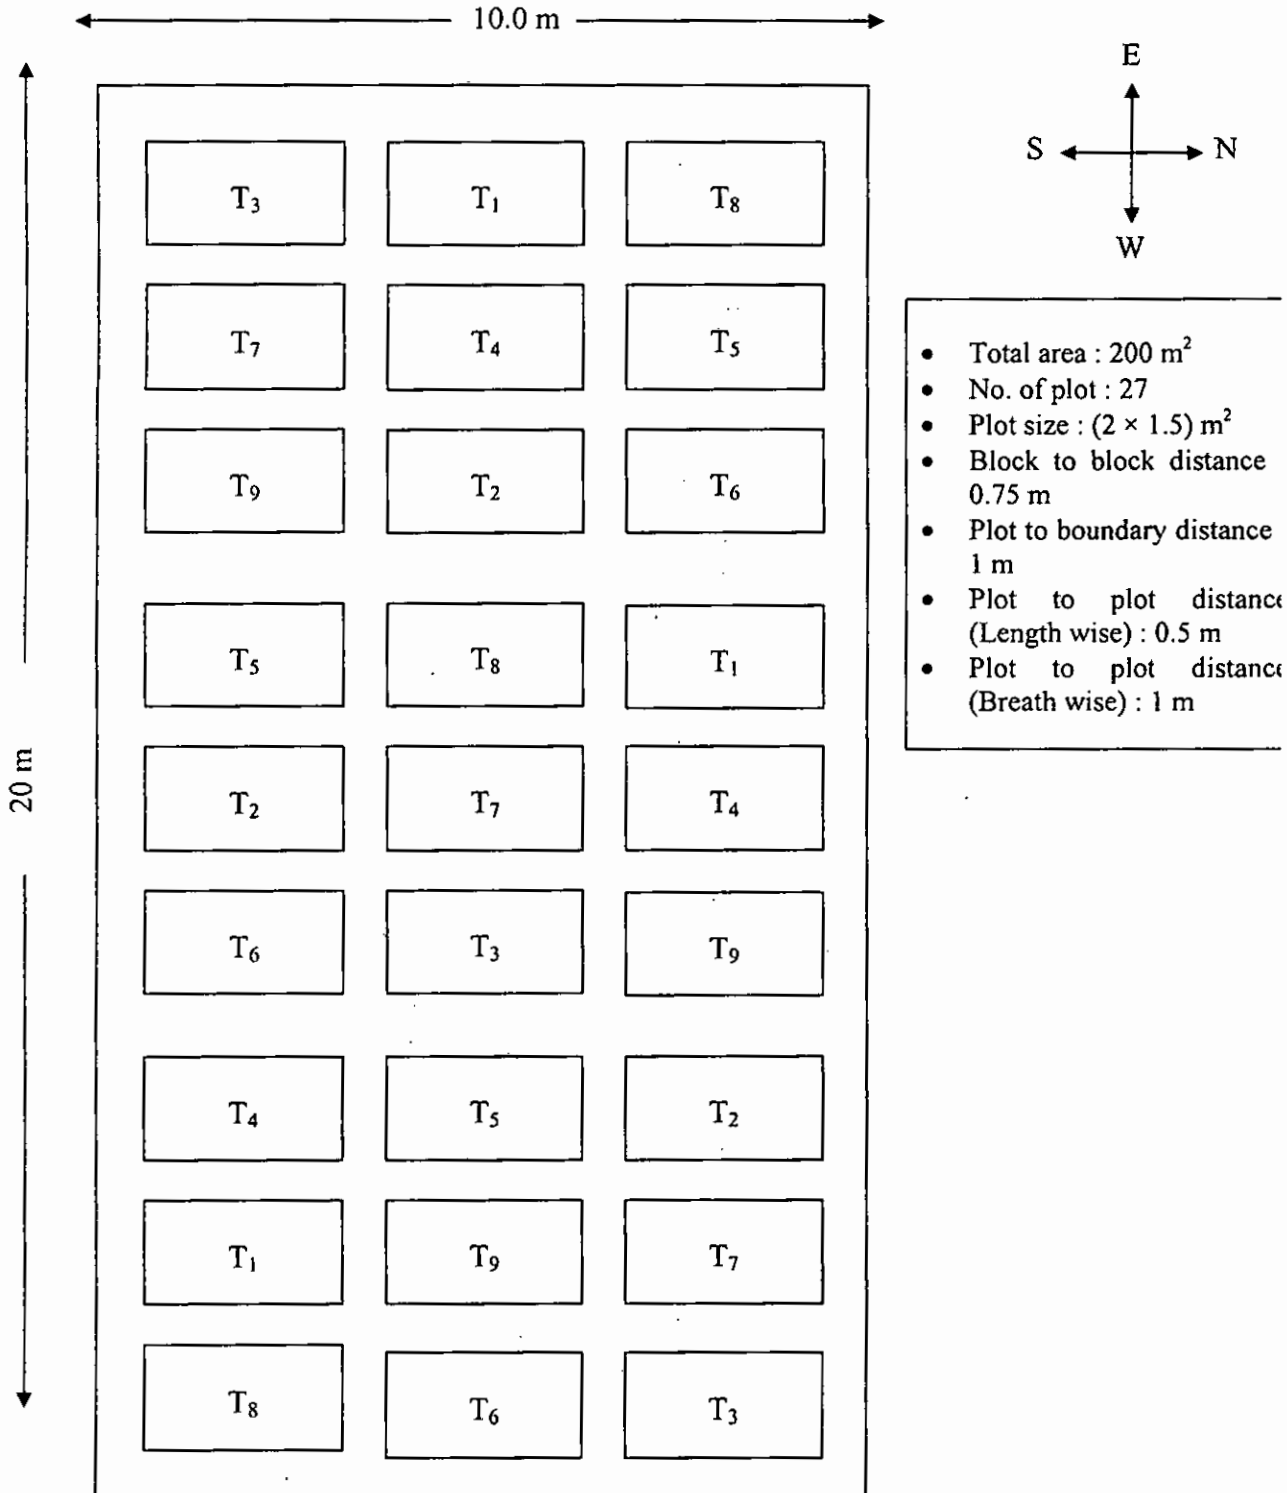 10.0 m
E
S N
W
T₃ T₁ T₈
T₇ T₄ T₅
T₉ T₂ T₆
T₅ T₈ T₁
T₂ T₇ T₄
T₆ T₃ T₉
T₄ T₅ T₂
T₁ T₉ T₇
T₈ T₆ T₃
20 m
• Total area : 200 m²
• No. of plot : 27
• Plot size : (2 × 1.5) m²
• Block to block distance
0.75 m
• Plot to boundary distance
1 m
• Plot to plot distance
(Length wise) : 0.5 m
• Plot to plot distance
(Breath wise) : 1 m